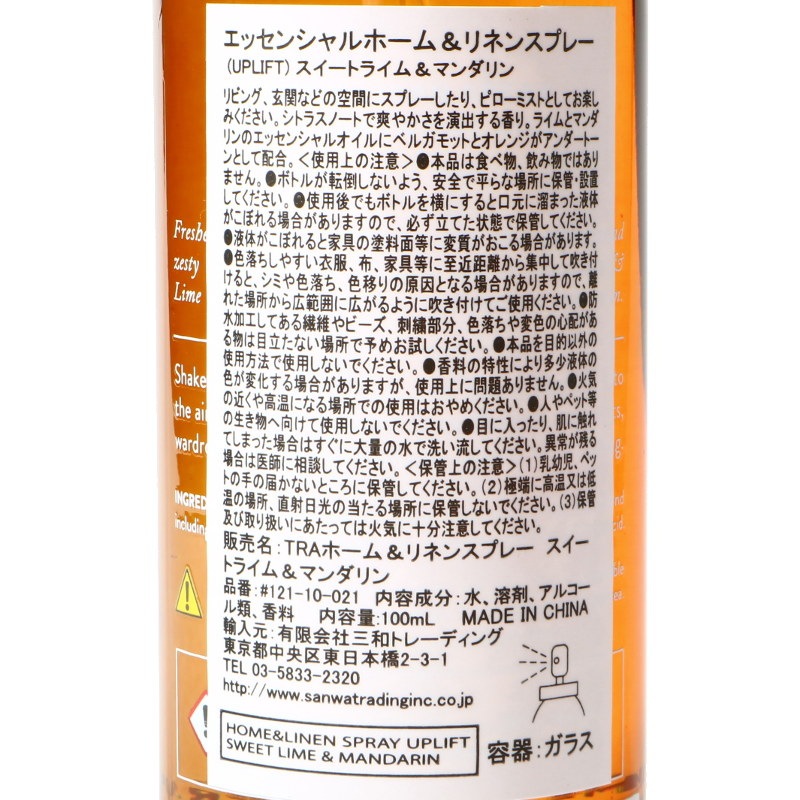 エッセンシャルホーム＆リネンスプレー
(UPLIFT) スイートライム＆マンダリン
リビング、玄関などの空間にスプレーしたり、ピローミストとしてお楽し
みください。シトラスノートで爽やかさを演出する香り。ライムとマンダ
リンのエッセンシャルオイルにベルガモットとオレンジがアンダートー
ンとして配合。＜使用上の注意＞●本品は食べ物、飲み物ではあり
ません。●ボトルが転倒しないよう、安全で平らな場所に保管・設置
してください。●使用後でもボトルを横にすると口元に溜まった液体
がこぼれる場合がありますので、必ず立てた状態で保管してください。
●液体がこぼれると家具の塗料面等に変質がおこる場合があります。
●色落ちしやすい衣服、布、家具等に至近距離から集中して吹き付
けると、シミや色落ち、色移りの原因となる場合がありますので、離
れた場所から広範囲に広がるように吹き付けてご使用ください。●防
水加工してある繊維やビーズ、刺繍部分、色落ちや変色の心配があ
る物は目立たない場所で予めお試しください。●本品を目的以外の
使用方法で使用しないでください。●香料の特性により多少液体の
色が変化する場合がありますが、使用上に問題ありません。●火気
の近くや高温になる場所での使用はおやめください。●人やペット等
の生き物へ向けて使用しないでください。●目に入ったり、肌に触れ
てしまった場合はすぐに大量の水で洗い流してください。異常が残る
場合は医師に相談してください。＜保管上の注意＞(1)乳幼児、ペッ
トの手の届かないところに保管してください。(2)極端に高温又は低
温の場所、直射日光の当たる場所に保管しないでください。(3)保管
及び取り扱いにあたっては火気に十分注意してください。
販売名：TRAホーム＆リネンスプレー スイー
トライム＆マンダリン
品番：#121-10-021 内容成分：水、溶剤、アルコー
ル類、香料 内容量：100mL MADE IN CHINA
輸入元：有限会社三和トレーディング
東京都中央区東日本橋2-3-1
TEL 03-5833-2320
http://www.sanwatradinginc.co.jp
HOME&LINEN SPRAY UPLIFT
SWEET LIME & MANDARIN
容器：ガラス
zesty
Lime
Shake
the air
INGRED
including